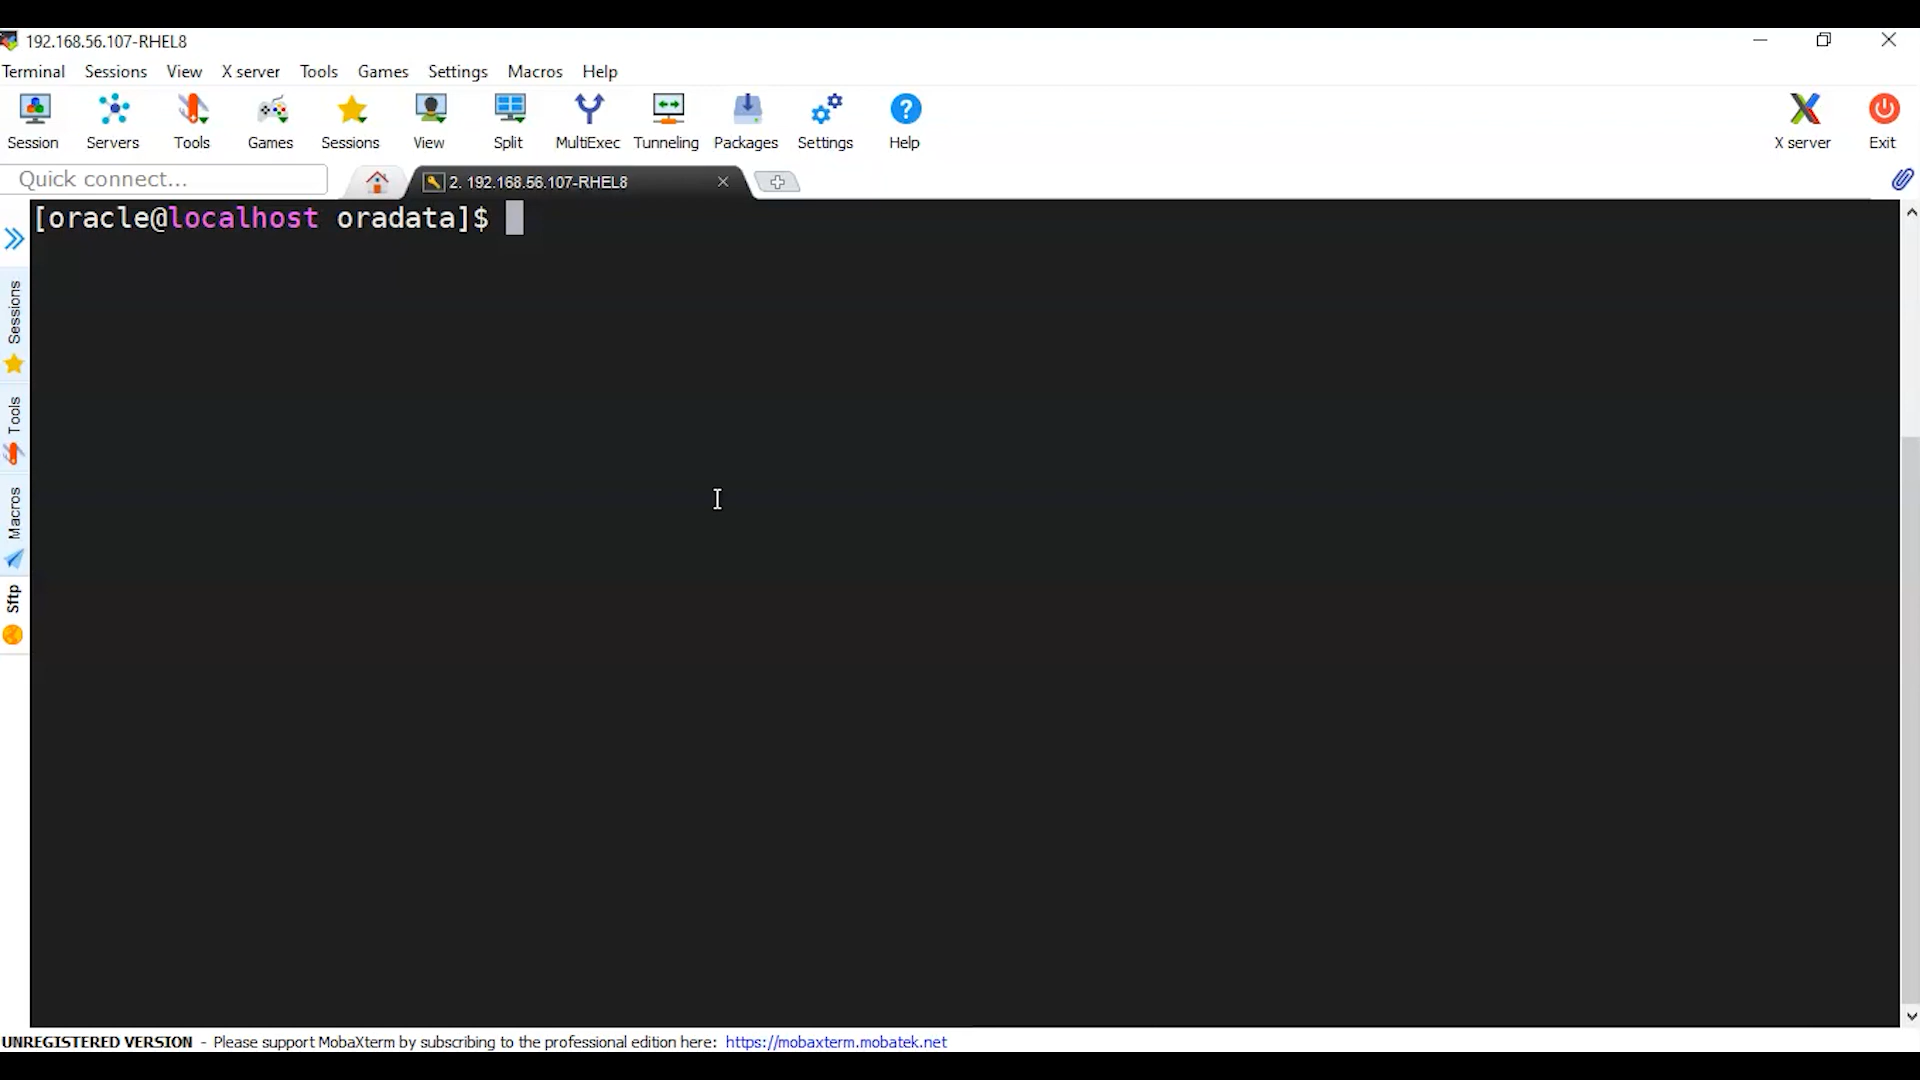 192.168.56.107-RHEL8
Terminal Sessions View X server Tools Games Settings Macros Help
Session Servers Tools Games Sessions View Split MultiExec Tunneling Packages Settings Help X server Exit
Quick connect... 2. 192.168.56.107-RHEL8
[oracle@localhost oradata]$
Sessions
Tools
Macros
Sftp
UNREGISTERED VERSION - Please support MobaXterm by subscribing to the professional edition here: https://mobaxterm.mobatek.net